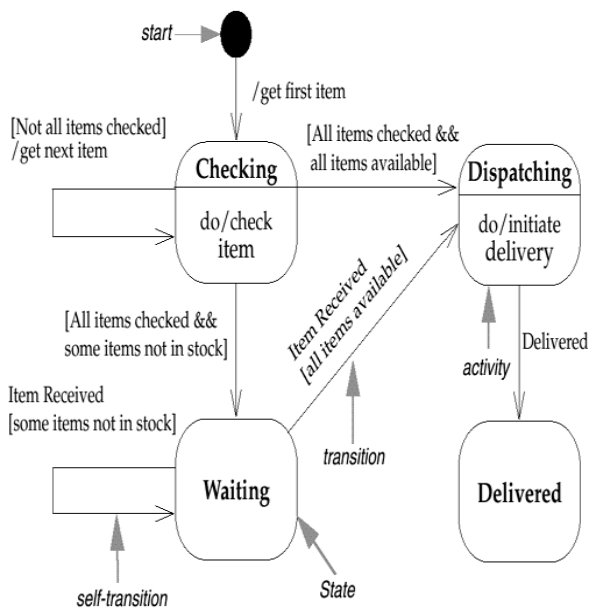 start
/get first item
[Not all items checked]
/get next item
[All items checked &&
all items available]
Checking
do/check
item
Dispatching
do/initiate
delivery
Item Received
[all items available]
[All items checked &&
some items not in stock]
activity
Delivered
Item Received
[some items not in stock]
transition
Waiting
Delivered
self-transition
State